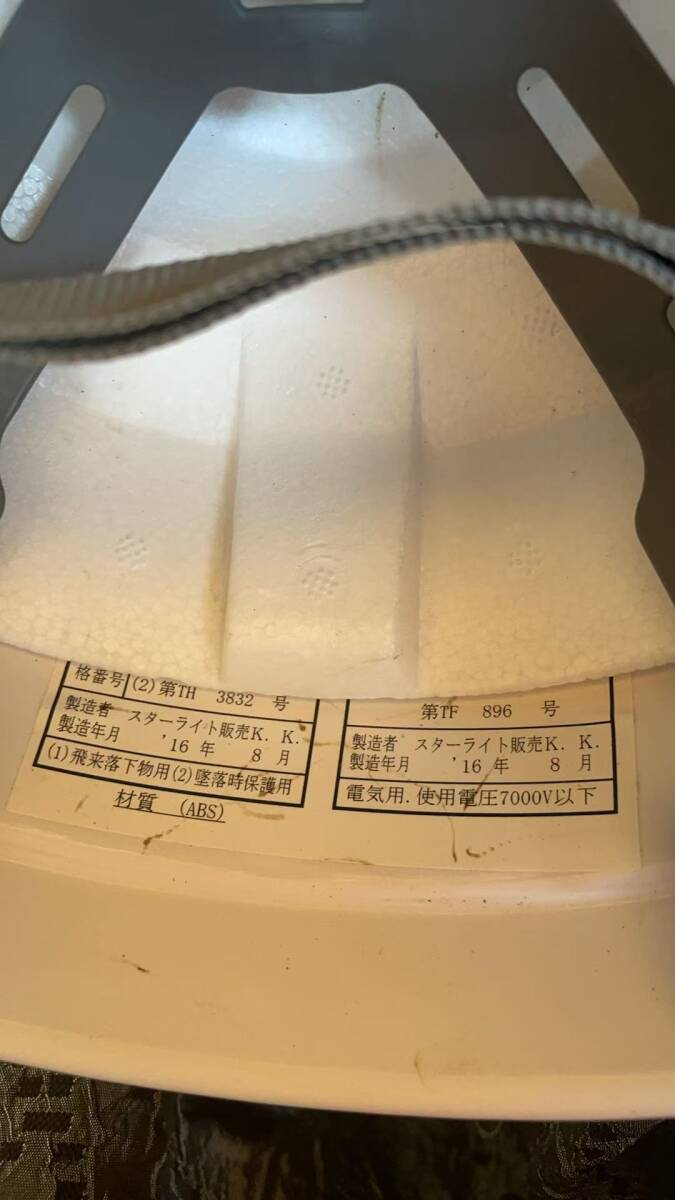 格番号 (2)第TH 3832 号
製造者 スターライト販売K. K.
製造年月 '16 年 8 月
(1)飛来落下物用(2)墜落時保護用
材質 (ABS)
第TF 896 号
製造者 スターライト販売K. K.
製造年月 '16 年 8 月
電気用. 使用電圧7000V以下